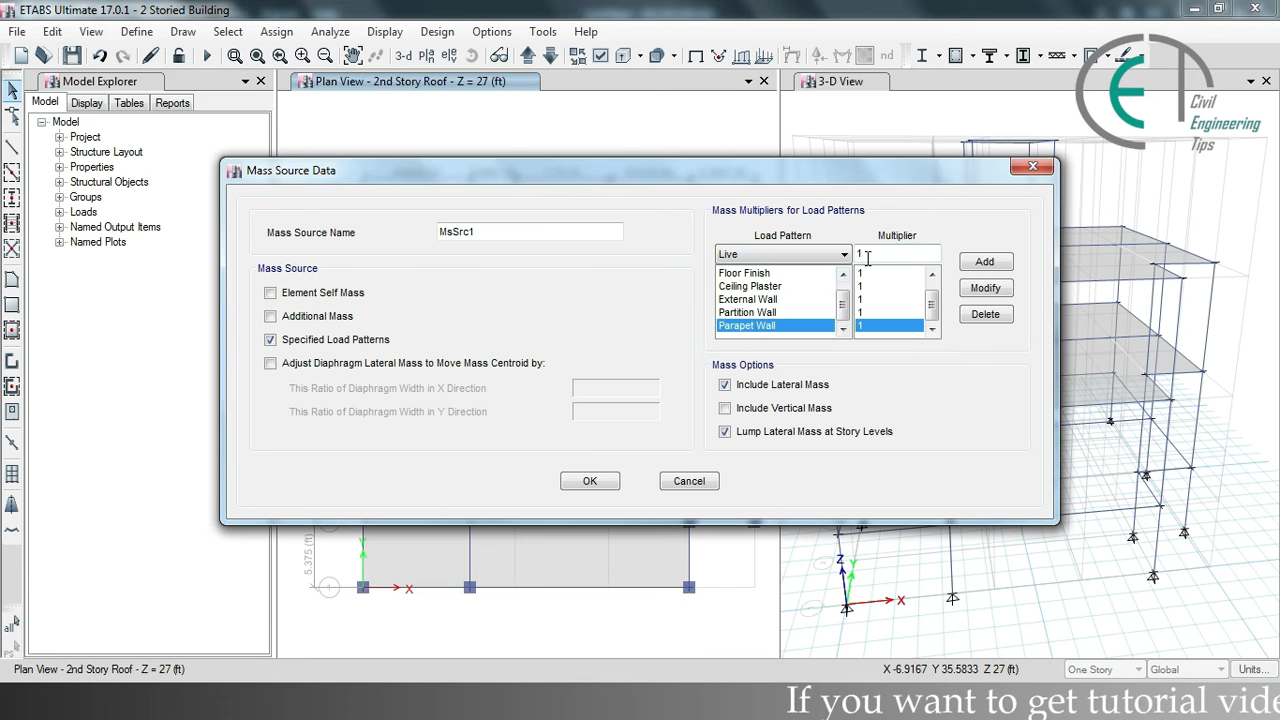 ETABS Ultimate 17.0.1 - 2 Storied Building
File Edit View Define Draw Select Assign Analyze Display Design Options Tools Help
3-D
nd
Model Explorer
Plan View - 2nd Story Roof - Z = 27 (ft)
3-D View
Model Display Tables Reports
Model
Project
Structure Layout
Properties
Structural Objects
Groups
Loads
Named Output Items
Named Plots
Civil
Engineering
Tips
Mass Source Data
Mass Source Name
MsSrc1
Mass Source
Element Self Mass
Additional Mass
Specified Load Patterns
Adjust Diaphragm Lateral Mass to Move Mass Centroid by:
This Ratio of Diaphragm Width in X Direction
This Ratio of Diaphragm Width in Y Direction
Mass Multipliers for Load Patterns
Load Pattern Multiplier
Live 1
Floor Finish 1
Ceiling Plaster 1
External Wall 1
Partition Wall 1
Parapet Wall 1
Add
Modify
Delete
Mass Options
Include Lateral Mass
Include Vertical Mass
Lump Lateral Mass at Story Levels
OK Cancel
5.375 (ft)
1
Y
X
Z
Y
X
all
Plan View - 2nd Story Roof - Z = 27 (ft)
X -6.9167 Y 35.5833 Z 27 (ft)
One Story
Global
Units...
If you want to get tutorial vide